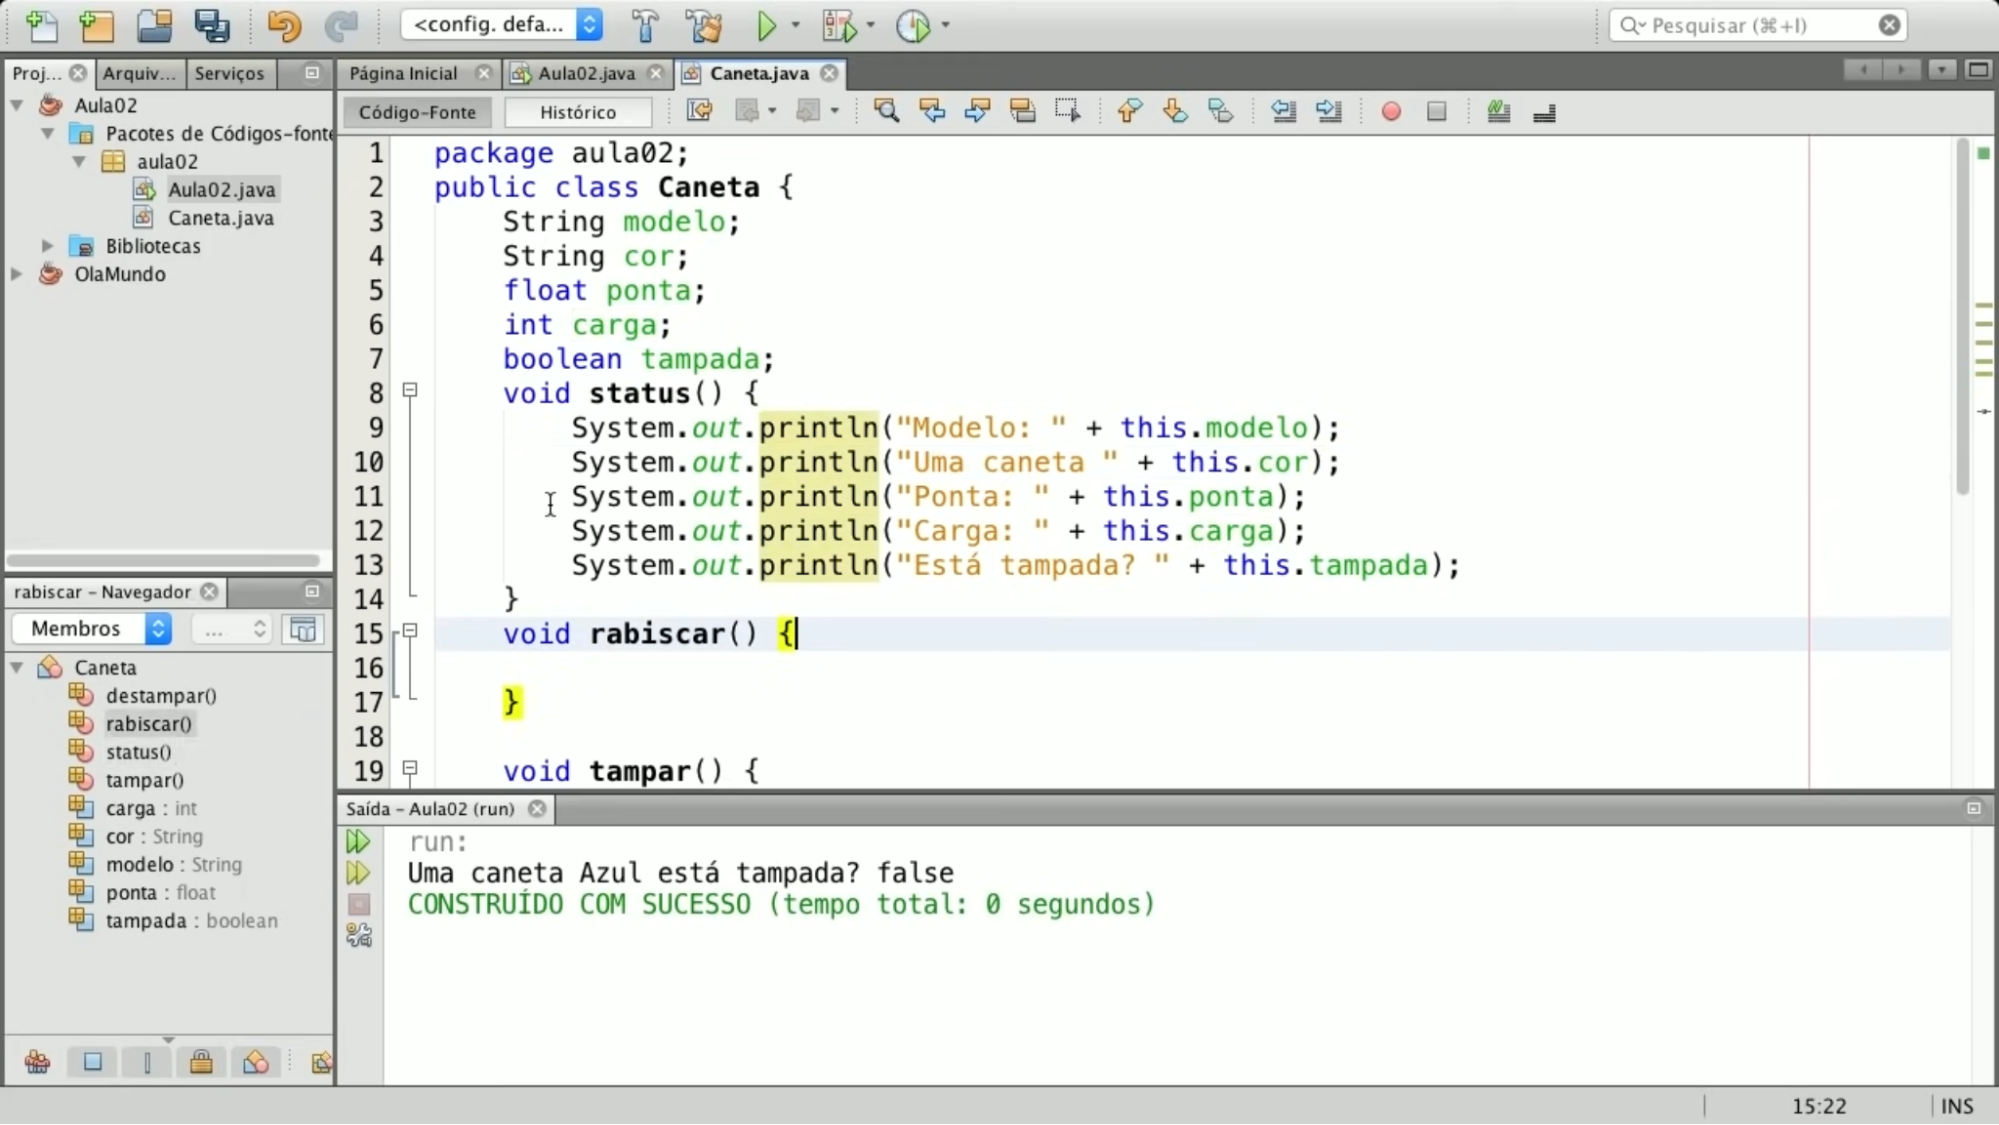 <config. defa...
Pesquisar (⌘+I)
Proj...
Arquiv...
Serviços
Página Inicial
Aula02.java
Caneta.java
Código-Fonte
Histórico
Aula02
Pacotes de Códigos-fonte
aula02
Aula02.java
Caneta.java
Bibliotecas
OlaMundo
1 package aula02;
2 public class Caneta {
3 String modelo;
4 String cor;
5 float ponta;
6 int carga;
7 boolean tampada;
8 void status() {
9 System.out.println("Modelo: " + this.modelo);
10 System.out.println("Uma caneta " + this.cor);
11 System.out.println("Ponta: " + this.ponta);
12 System.out.println("Carga: " + this.carga);
13 System.out.println("Está tampada? " + this.tampada);
14 }
15 void rabiscar() {
16
17 }
18
19 void tampar() {
rabiscar – Navegador
Membros
...
Caneta
destampar()
rabiscar()
status()
tampar()
carga : int
cor : String
modelo : String
ponta : float
tampada : boolean
Saída – Aula02 (run)
run:
Uma caneta Azul está tampada? false
CONSTRUÍDO COM SUCESSO (tempo total: 0 segundos)
15:22
INS